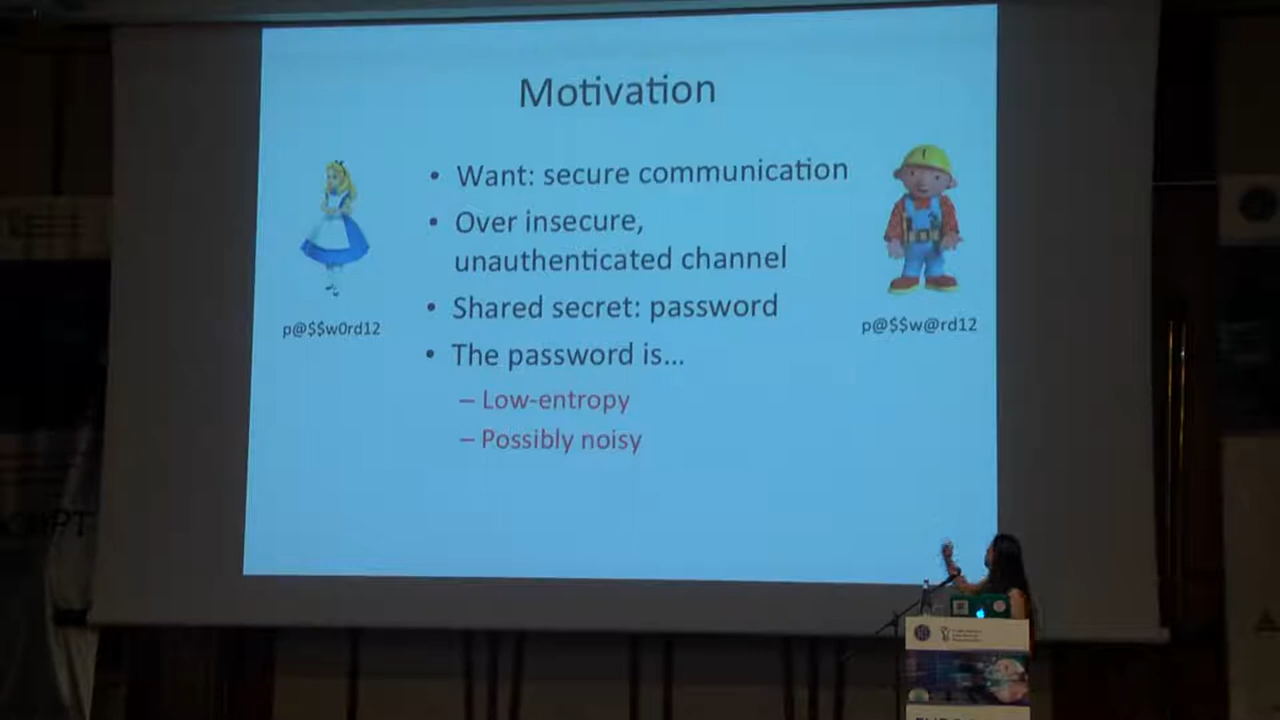 Motivation
• Want: secure communication
• Over insecure,
unauthenticated channel
• Shared secret: password
• The password is...
– Low-entropy
– Possibly noisy
p@$$w0rd12
p@$$w@rd12